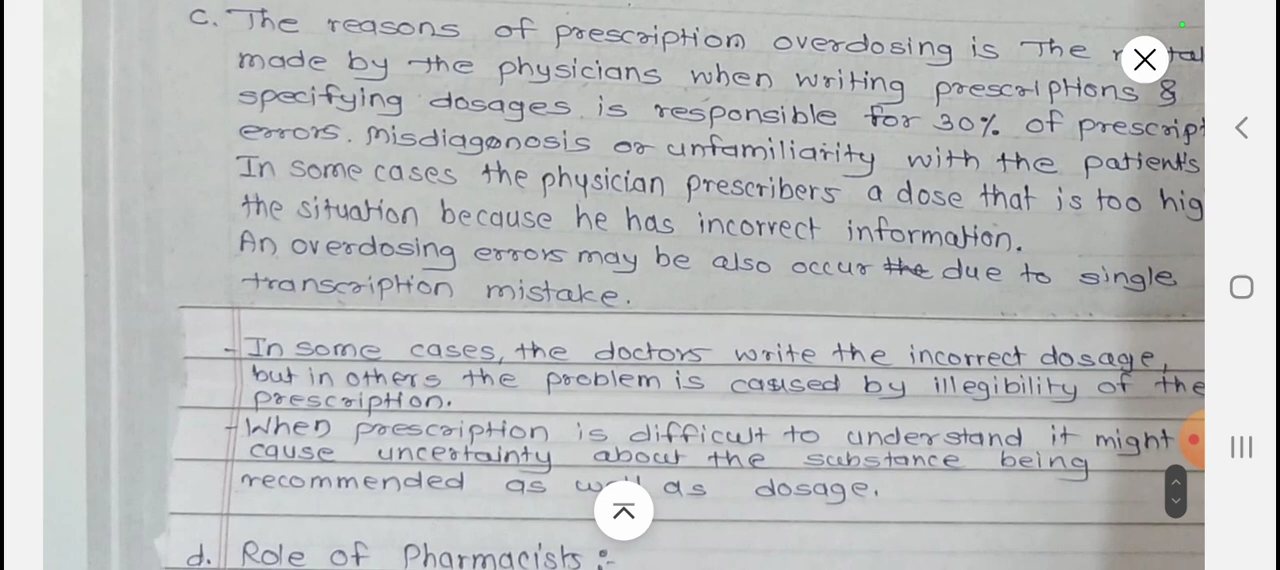 c. The reasons of prescription overdosing is The
made by the physicians when writing prescriptions &
specifying dosages is responsible for 30% of
errors. Misdiagonosis or unfamiliarity with the patient's
In some cases the physician prescribers a dose that is too
the situation because he has incorrect information.
An overdosing errors may be also occur the due to single
transcription mistake.
- In some cases, the doctors write the incorrect dosage,
but in others the problem is caused by illegibility of the
prescription.
- When prescription is difficult to understand it might
cause uncertainty about the substance being
recommended as as dosage.
d. Role of Pharmacists :-